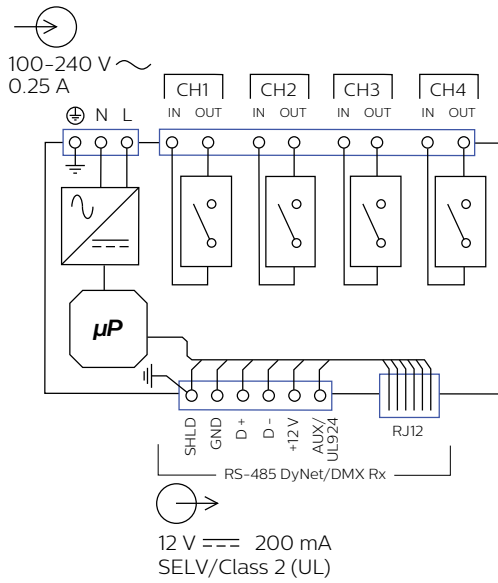 100-240 V ~
0.25 A
CH1 CH2 CH3 CH4
N L IN OUT IN OUT IN OUT IN OUT
µP
SHLD GND D+ D- +12 V AUX/UL924
RJ12
RS-485 DyNet/DMX Rx
12 V ⎓ 200 mA
SELV/Class 2 (UL)